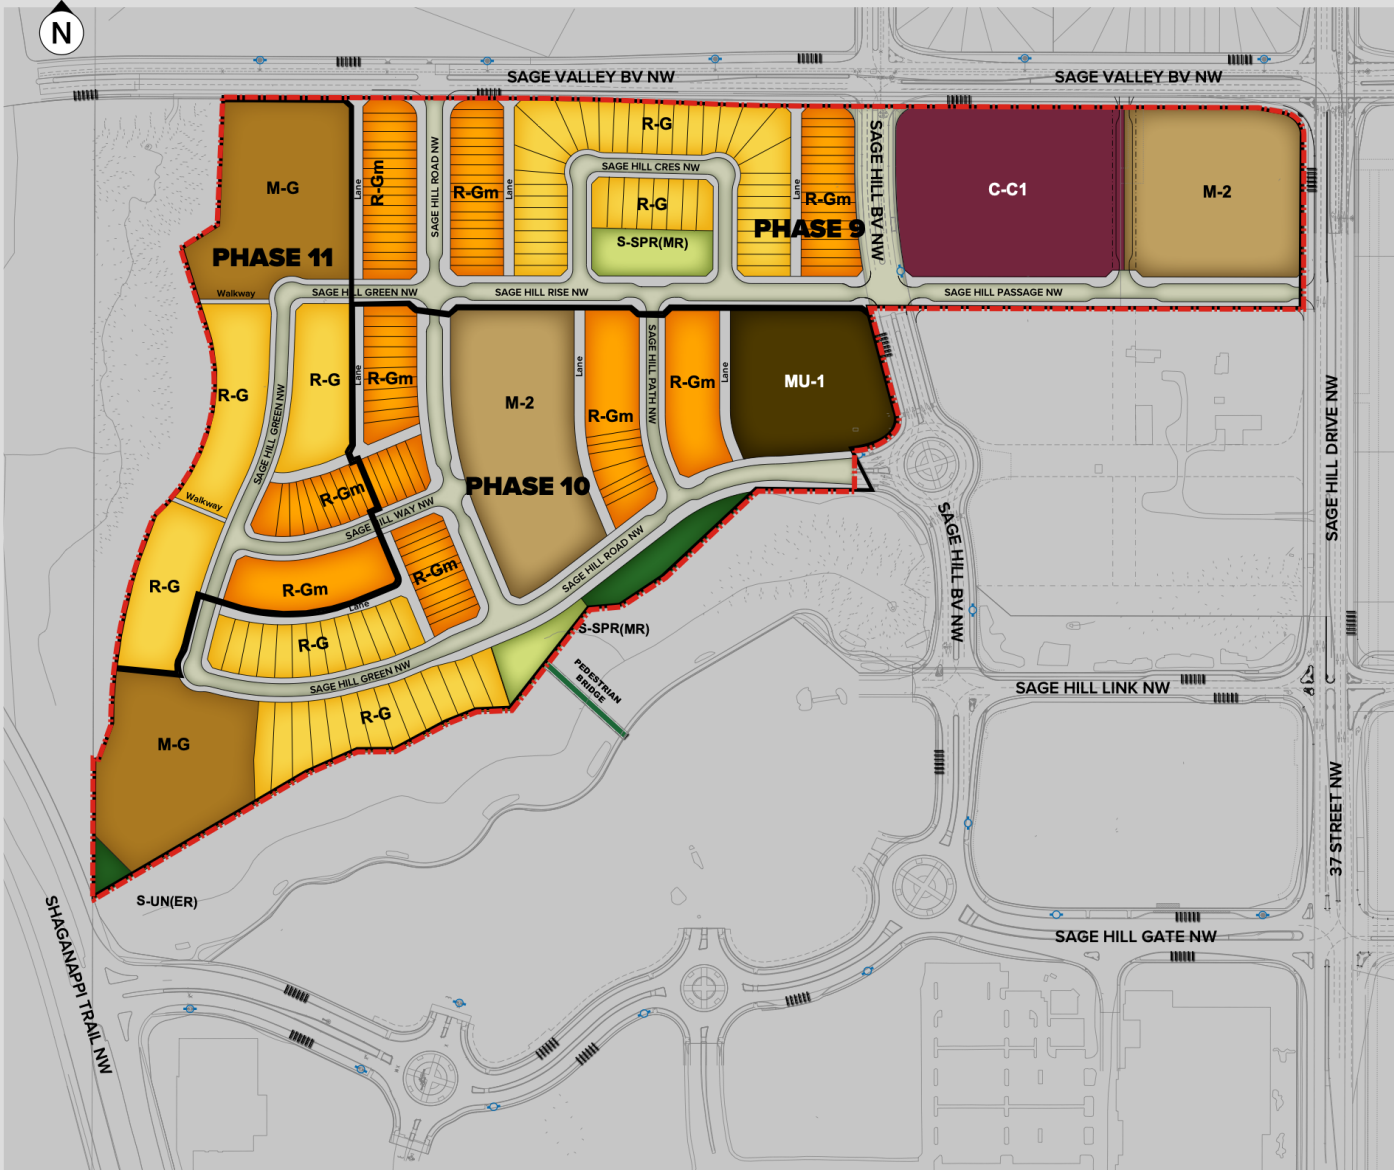 N
SAGE VALLEY BV NW
SAGE VALLEY BV NW
M-G
PHASE 11
Walkway
Lane
R-Gm
SAGE HILL ROAD NW
R-Gm
Lane
R-G
SAGE HILL CRES NW
R-G
S-SPR(MR)
Lane
R-Gm
PHASE 9
SAGE HILL BV NW
C-C1
M-2
SAGE HILL GREEN NW
SAGE HILL RISE NW
SAGE HILL PASSAGE NW
R-G
R-G
SAGE HILL GREEN NW
Lane
R-Gm
M-2
Lane
R-Gm
SAGE HILL PATH NW
R-Gm
Lane
MU-1
SAGE HILL DRIVE NW
PHASE 10
R-Gm
Walkway
SAGE HILL WAY NW
SAGE HILL ROAD NW
SAGE HILL BV NW
R-G
R-Gm
R-Gm
Lane
R-G
S-SPR(MR)
PEDESTRIAN
BRIDGE
SAGE HILL GREEN NW
R-G
SAGE HILL LINK NW
M-G
37 STREET NW
S-UN(ER)
SHAGANAPPI TRAIL NW
SAGE HILL GATE NW